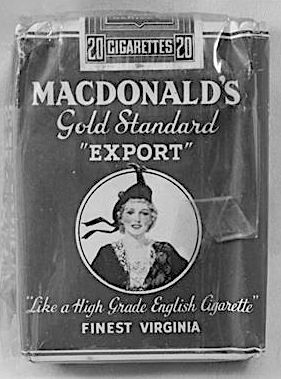 20 CIGARETTES 20
MACDONALD'S
Gold Standard
"EXPORT"
"Like a High Grade English Cigarette"
FINEST VIRGINIA